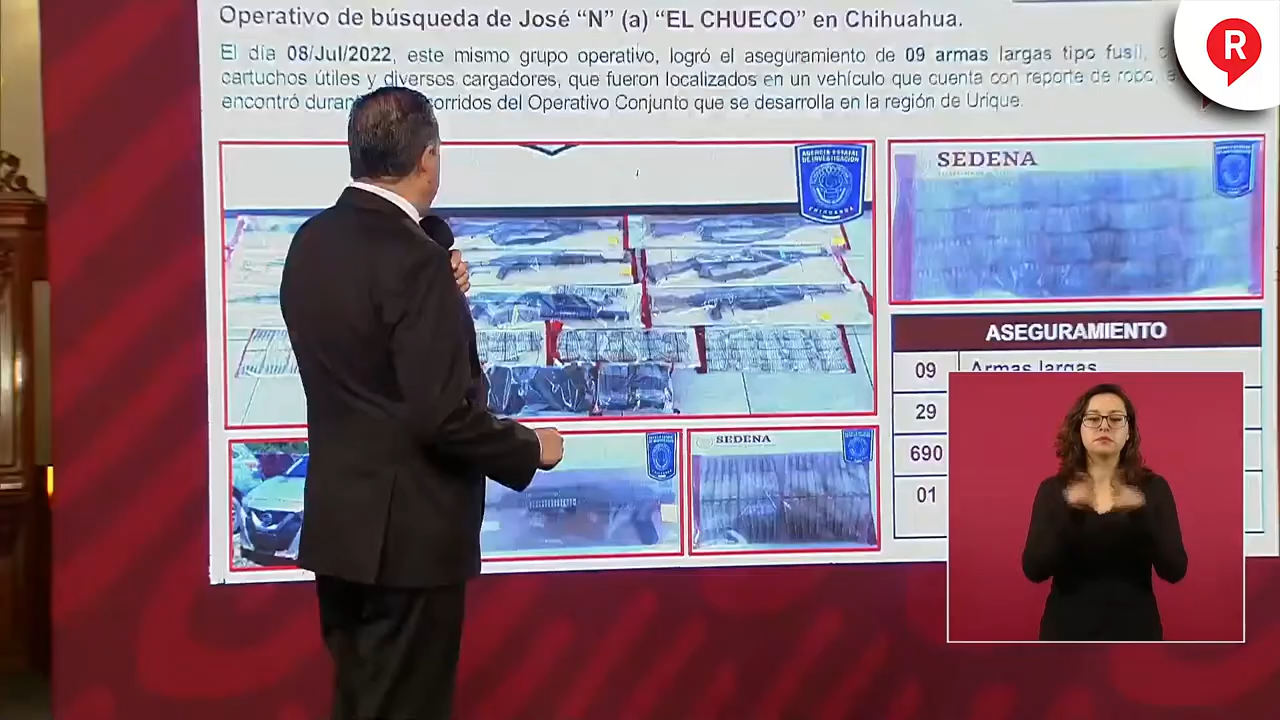 Operativo de búsqueda de José “N” (a) “EL CHUECO” en Chihuahua.
R
El día 08/Jul/2022, este mismo grupo operativo, logró el aseguramiento de 09 armas largas tipo fusil,
cartuchos útiles y diversos cargadores, que fueron localizados en un vehículo que cuenta con reporte de robo,
encontró corridos del Operativo Conjunto que se desarrolla en la región de Urique.
AGENCIA ESTATAL
DE INVESTIGACIÓN
CHIHUAHUA
SEDENA
ASEGURAMIENTO
09 Armas largas
29
690
01
SEDENA